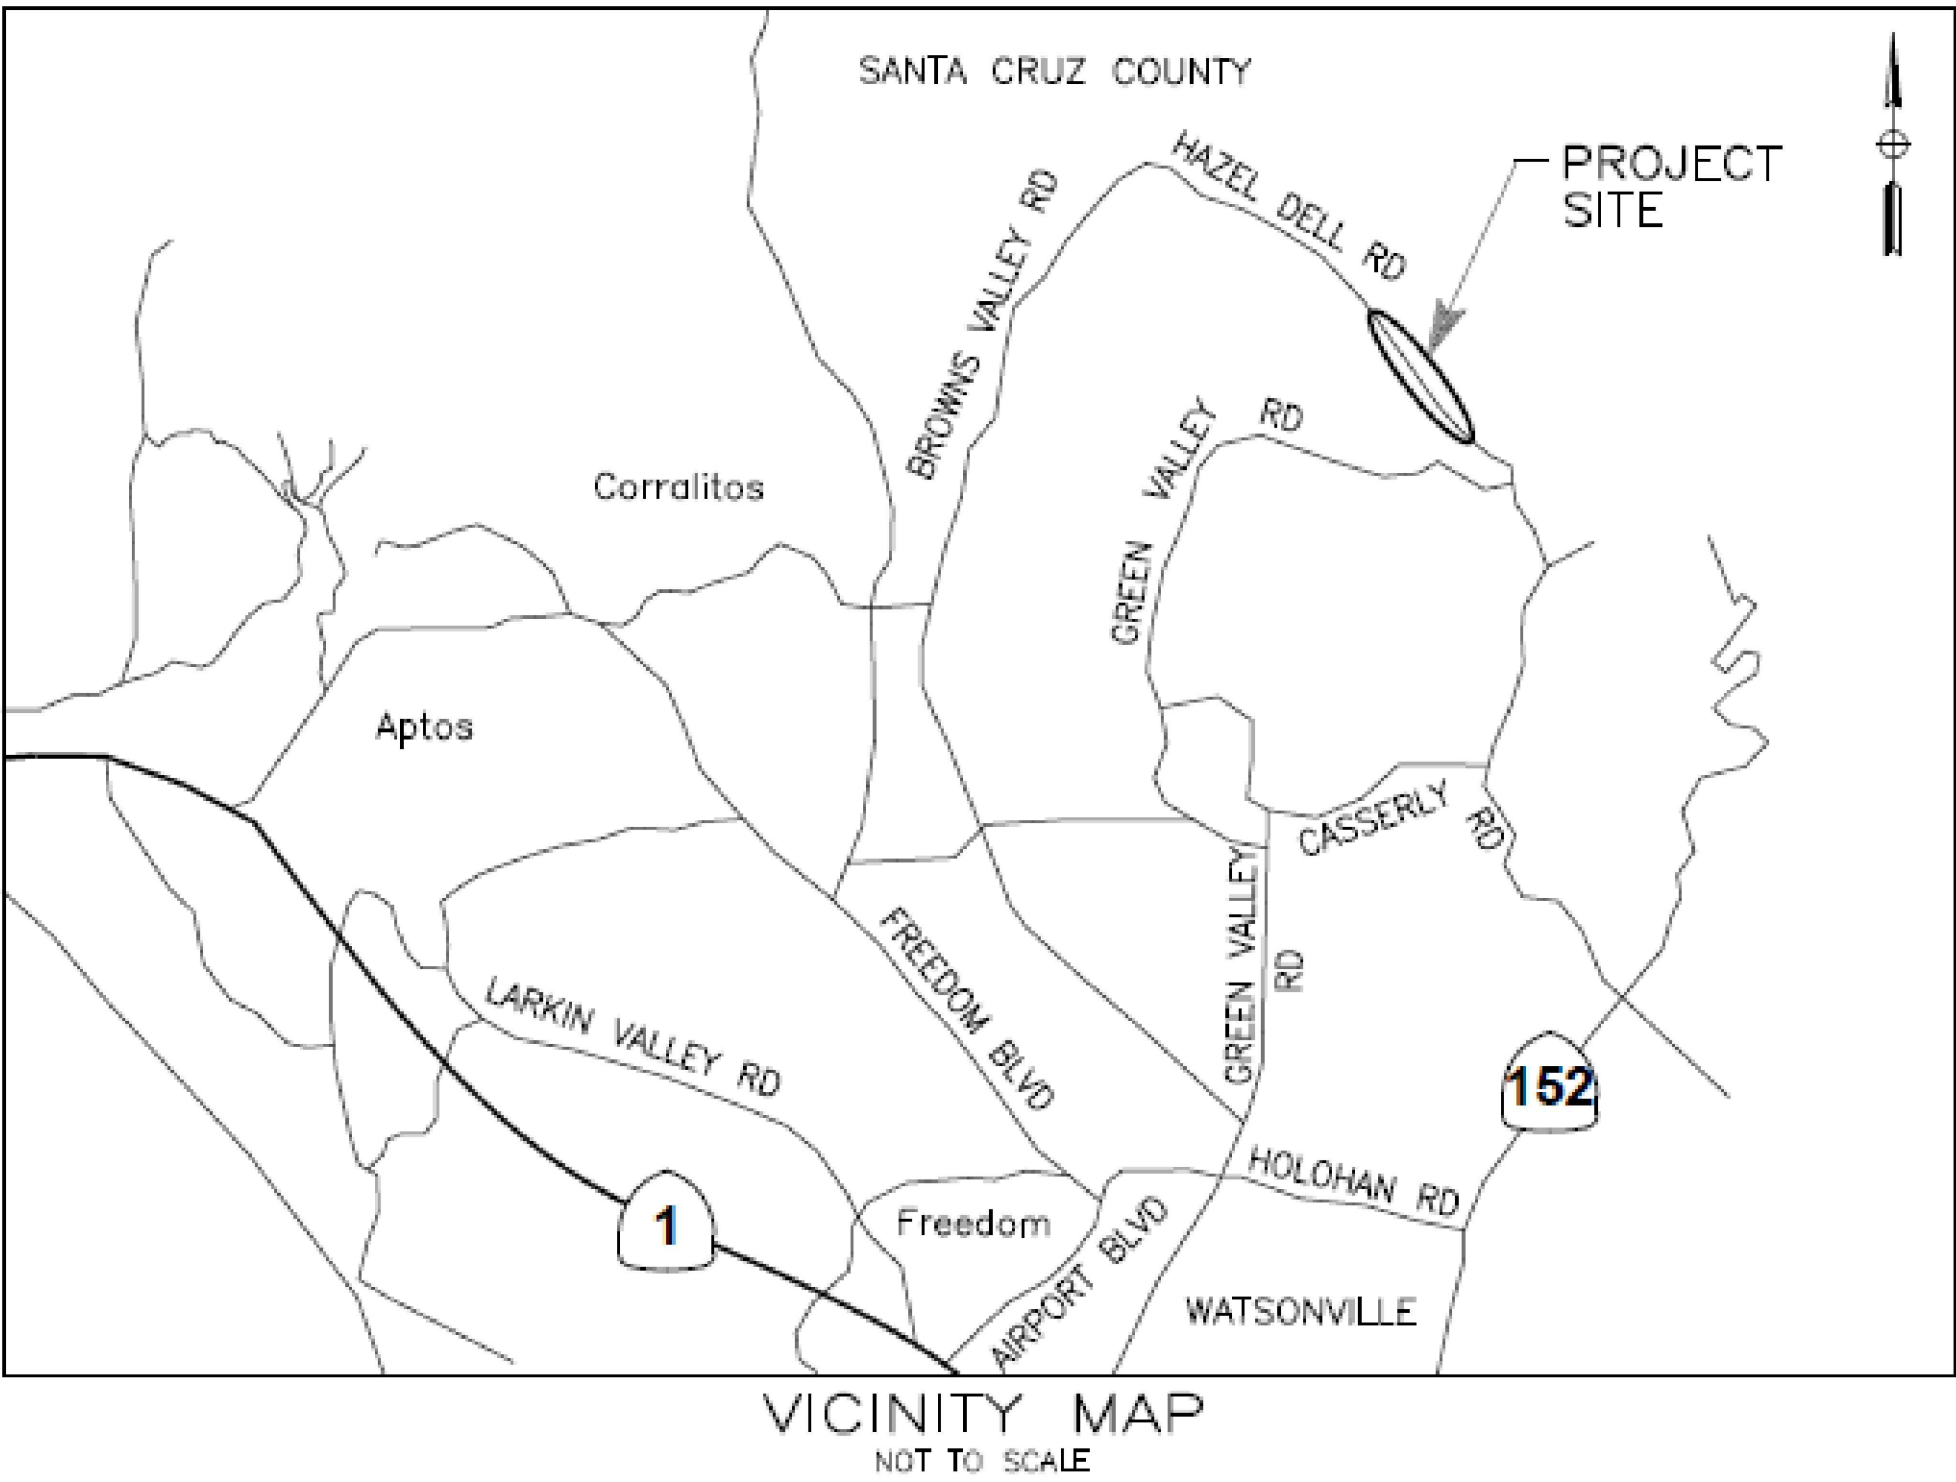 SANTA CRUZ COUNTY
HAZEL DELL RD
PROJECT
SITE
BROWNS VALLEY RD
GREEN VALLEY RD
Corralitos
Aptos
CASSERLY RD
FREEDOM BLVD
GREEN VALLEY
RD
LARKIN VALLEY RD
152
HOLOHAN RD
1
Freedom
AIRPORT BLVD
WATSONVILLE
VICINITY MAP
NOT TO SCALE